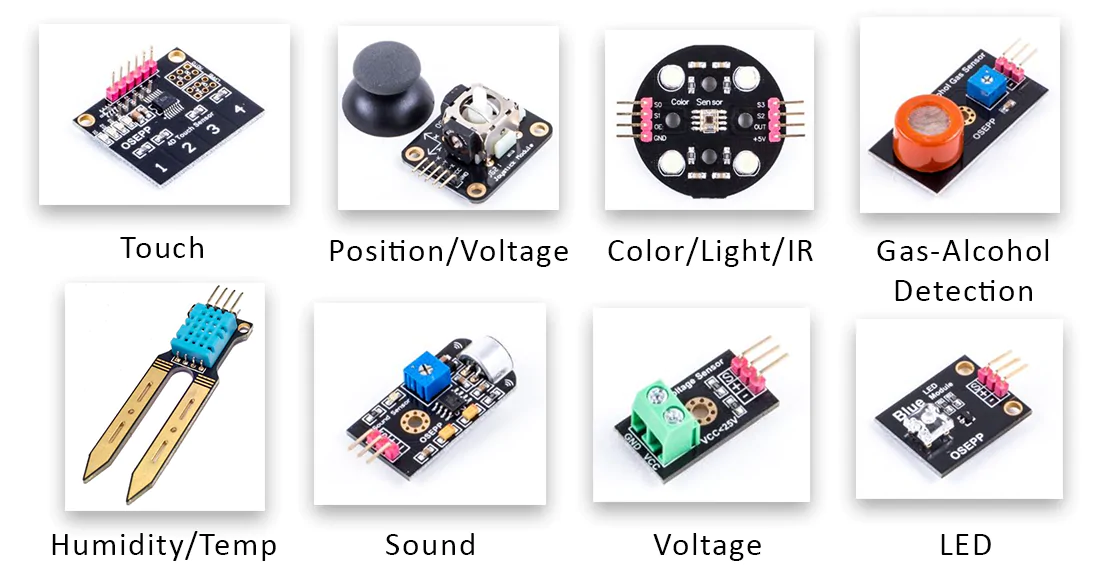 OSEPP
4D Touch Sensor
1 2 3 4
Joystick Module
Color Sensor
S0
S1
OE
GND
S3
S2
OUT
+5V
Gas Sensor
OSEPP
Touch
Position/Voltage
Color/Light/IR
Gas-Alcohol
Detection
Sound Sensor
OSEPP
Sensor
VCC<25V
GND
VCC
Blue
LED
Module
OSEPP
Humidity/Temp
Sound
Voltage
LED